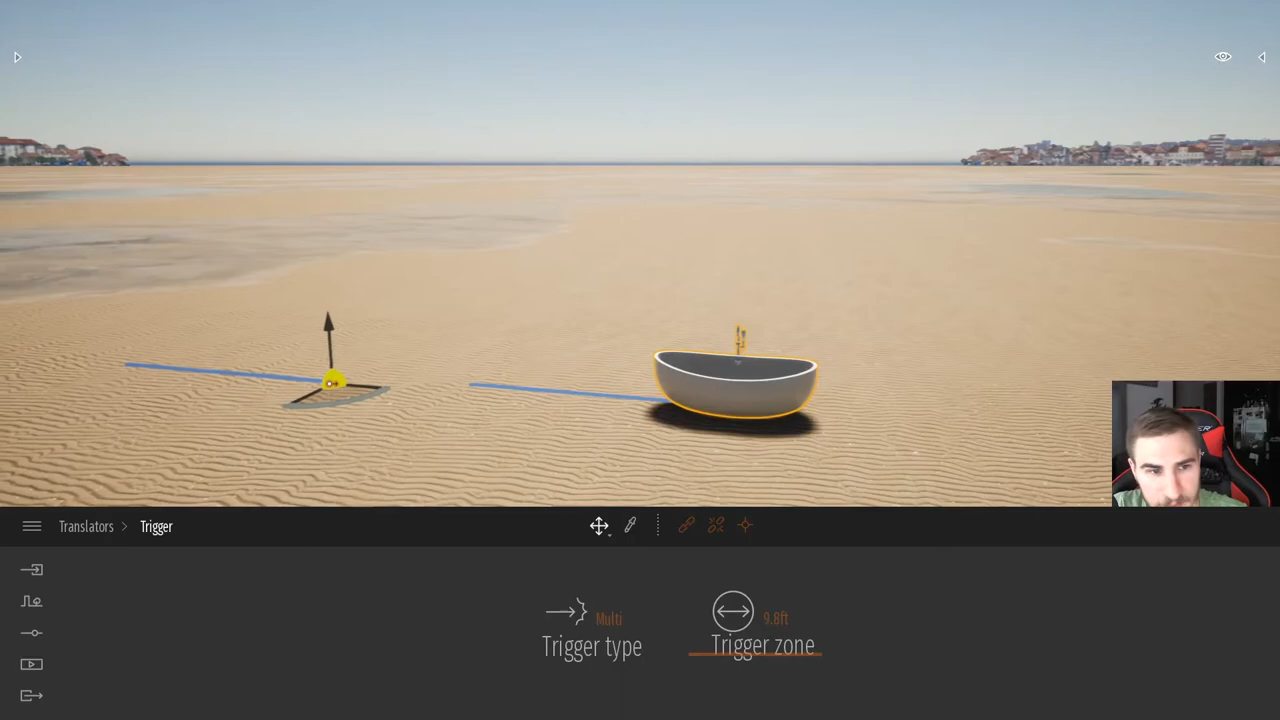 Translators > Trigger
Multi
Trigger type
9.8ft
Trigger zone